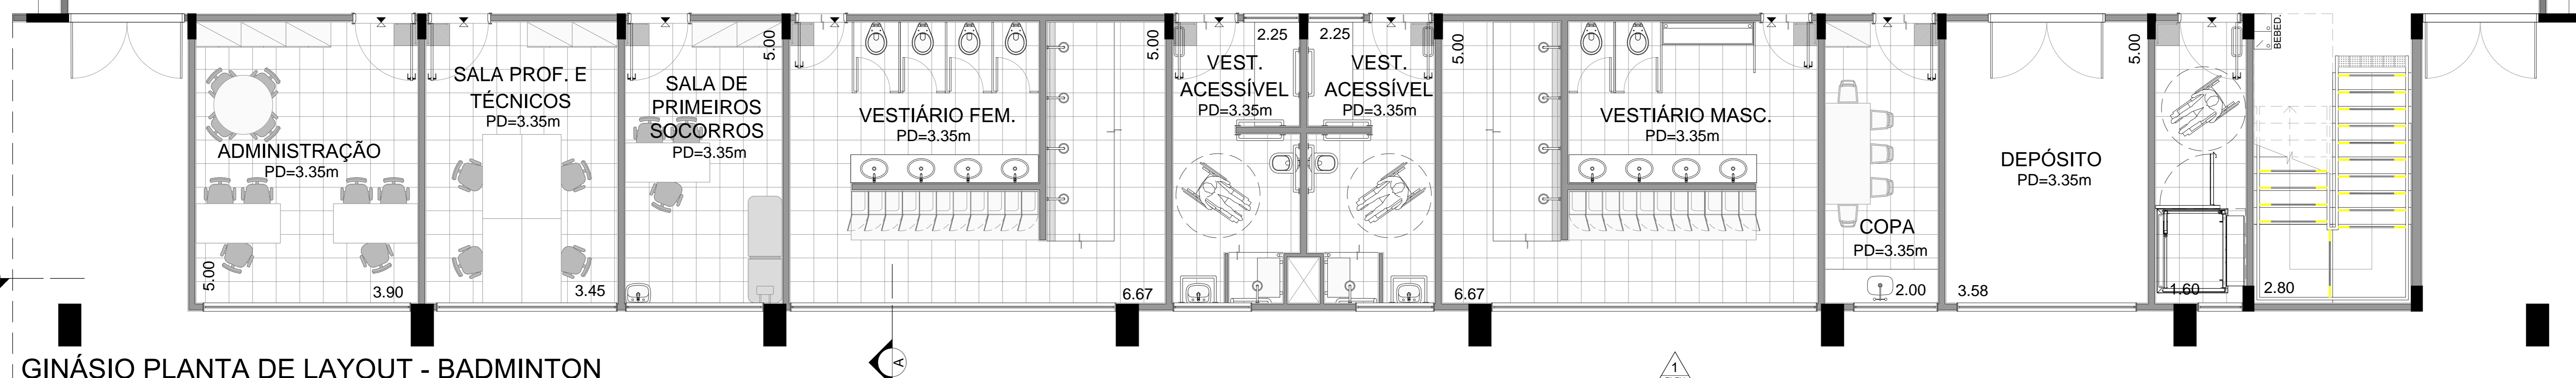 ADMINISTRAÇÃO
PD=3.35m
5.00
3.90
SALA PROF. E
TÉCNICOS
PD=3.35m
3.45
SALA DE
PRIMEIROS
SOCORROS
PD=3.35m
5.00
VESTIÁRIO FEM.
PD=3.35m
5.00
6.67
2.25
VEST.
ACESSÍVEL
PD=3.35m
2.25
VEST.
ACESSÍVEL
PD=3.35m
5.00
6.67
VESTIÁRIO MASC.
PD=3.35m
COPA
PD=3.35m
2.00
5.00
DEPÓSITO
PD=3.35m
3.58
1.60
BEBED.
2.80
A
1
GINÁSIO PLANTA DE LAYOUT - BADMINTON